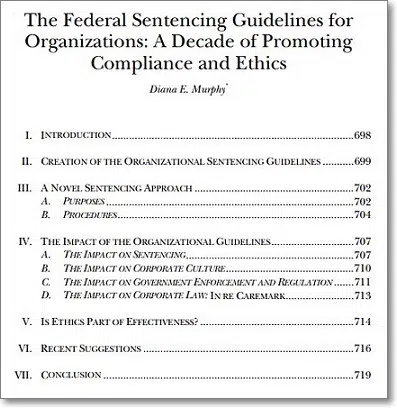 The Federal Sentencing Guidelines for
Organizations: A Decade of Promoting
Compliance and Ethics
Diana E. Murphy*
I. INTRODUCTION 698
II. CREATION OF THE ORGANIZATIONAL SENTENCING GUIDELINES 699
III. A NOVEL SENTENCING APPROACH 702
A. PURPOSES 702
B. PROCEDURES 704
IV. THE IMPACT OF THE ORGANIZATIONAL GUIDELINES 707
A. THE IMPACT ON SENTENCING 707
B. THE IMPACT ON CORPORATE CULTURE 710
C. THE IMPACT ON GOVERNMENT ENFORCEMENT AND REGULATION 711
D. THE IMPACT ON CORPORATE LAW: IN RE CAREMARK 713
V. IS ETHICS PART OF EFFECTIVENESS? 714
VI. RECENT SUGGESTIONS 716
VII. CONCLUSION 719